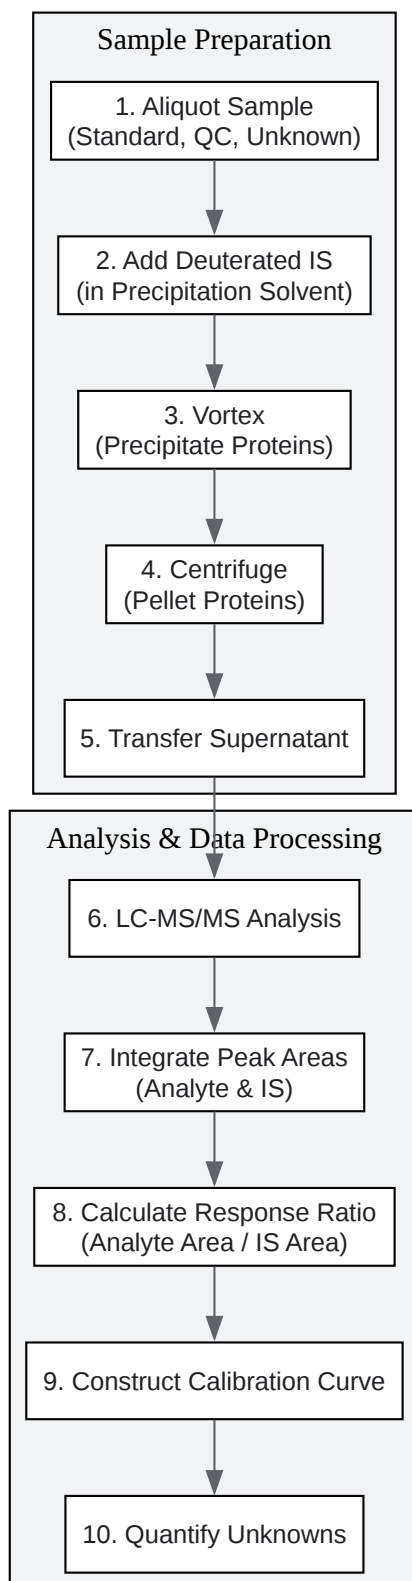 Sample Preparation
1. Aliquot Sample
(Standard, QC, Unknown)
2. Add Deuterated IS
(in Precipitation Solvent)
3. Vortex
(Precipitate Proteins)
4. Centrifuge
(Pellet Proteins)
5. Transfer Supernatant
Analysis & Data Processing
6. LC-MS/MS Analysis
7. Integrate Peak Areas
(Analyte & IS)
8. Calculate Response Ratio
(Analyte Area / IS Area)
9. Construct Calibration Curve
10. Quantify Unknowns